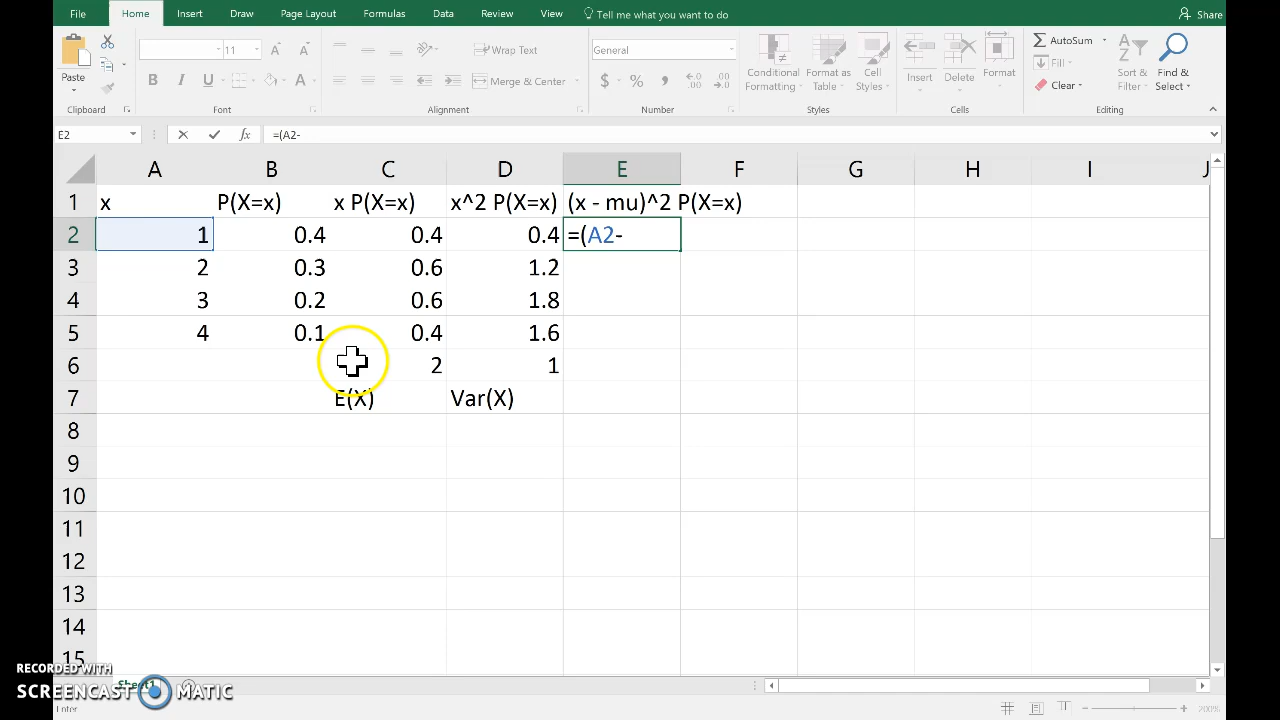 File Home Insert Draw Page Layout Formulas Data Review View Tell me what you want to do Share
Paste
11
Wrap Text
General
Conditional Formatting
Format as Table
Cell Styles
Insert
Delete
Format
AutoSum
Fill
Clear
Sort & Filter
Find & Select
B I U
Merge & Center
$ % ,
Clipboard Font Alignment Number Styles Cells Editing
E2 fx =(A2-
A B C D E F G H I J
1 x P(X=x) x P(X=x) x^2 P(X=x) (x - mu)^2 P(X=x)
2 1 0.4 0.4 0.4 =(A2-
3 2 0.3 0.6 1.2
4 3 0.2 0.6 1.8
5 4 0.1 0.4 1.6
6 2 1
7 E(X) Var(X)
8
9
10
11
12
13
14
15
RECORDED WITH
SCREENCAST MATIC
Sheet1
Enter
200%